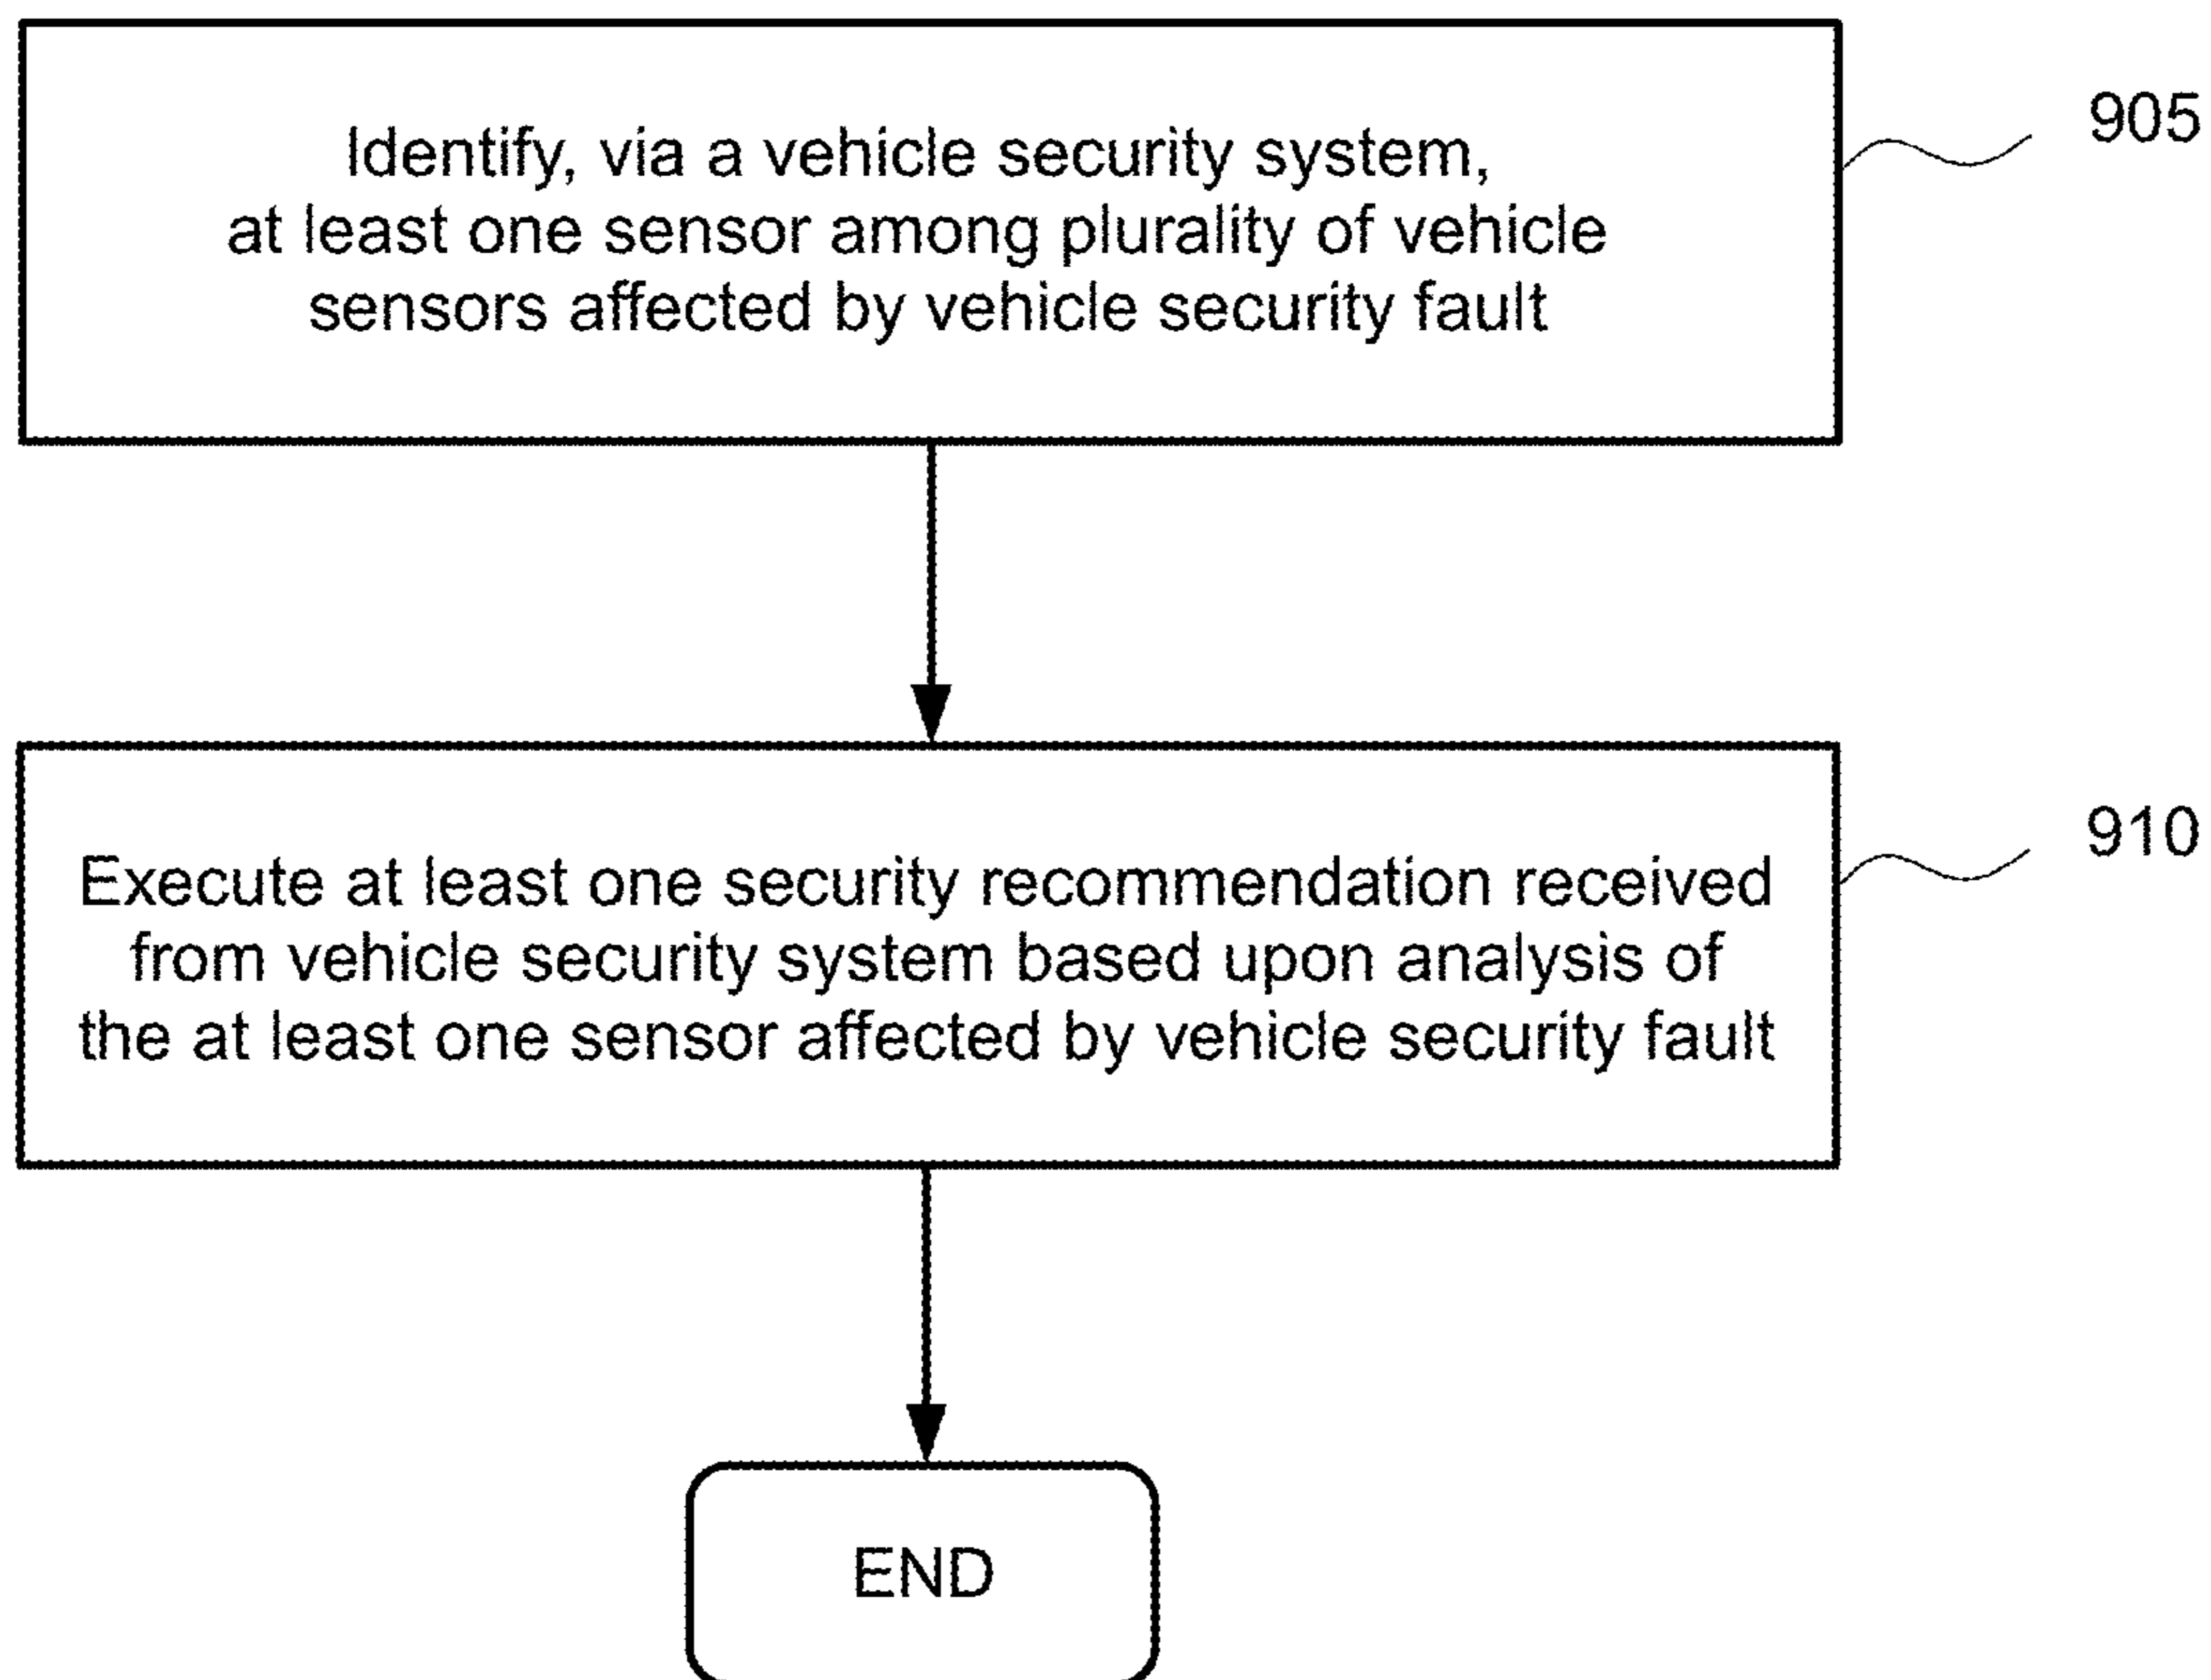 Identify, via a vehicle security system,
at least one sensor among plurality of vehicle
sensors affected by vehicle security fault
905
Execute at least one security recommendation received
from vehicle security system based upon analysis of
the at least one sensor affected by vehicle security fault
910
END